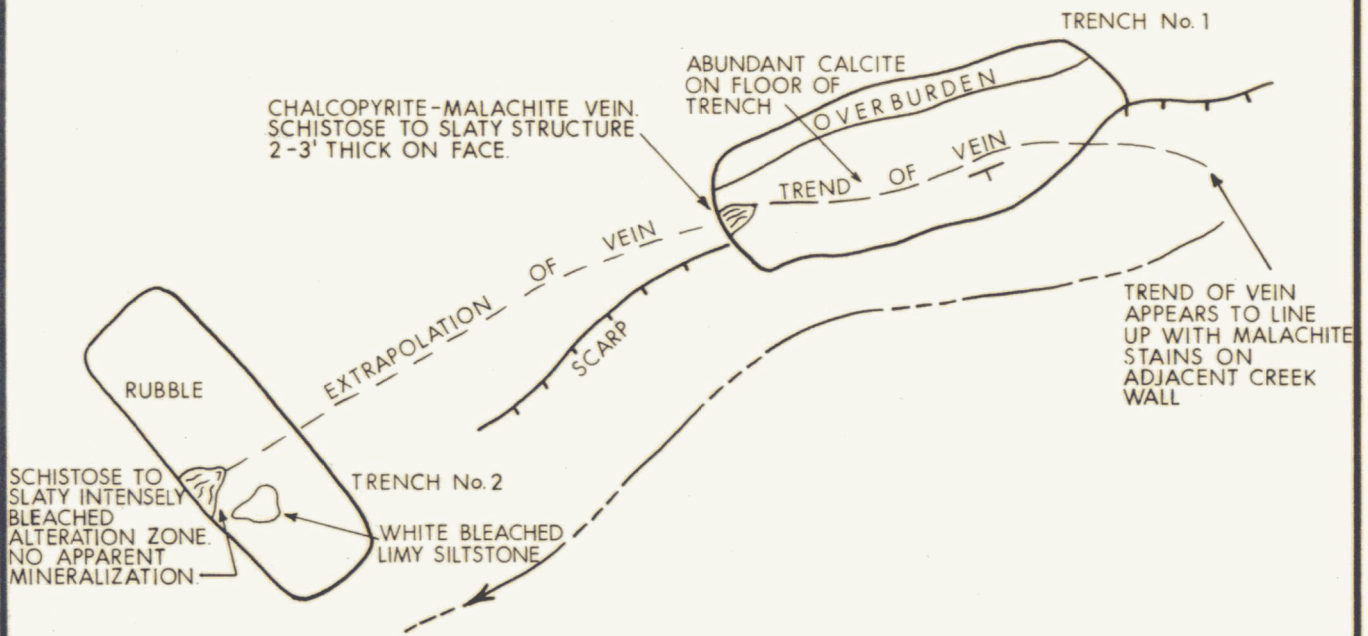 TRENCH No. 1
ABUNDANT CALCITE
ON FLOOR OF
TRENCH
OVERBURDEN
CHALCOPYRITE-MALACHITE VEIN.
SCHISTOSE TO SLATY STRUCTURE
2-3' THICK ON FACE.
TREND OF VEIN
EXTRAPOLATION OF VEIN
SCARP
TREND OF VEIN
APPEARS TO LINE
UP WITH MALACHITE
STAINS ON
ADJACENT CREEK
WALL
RUBBLE
TRENCH No. 2
SCHISTOSE TO
SLATY INTENSELY
BLEACHED
ALTERATION ZONE.
NO APPARENT
MINERALIZATION.
WHITE BLEACHED
LIMY SILTSTONE